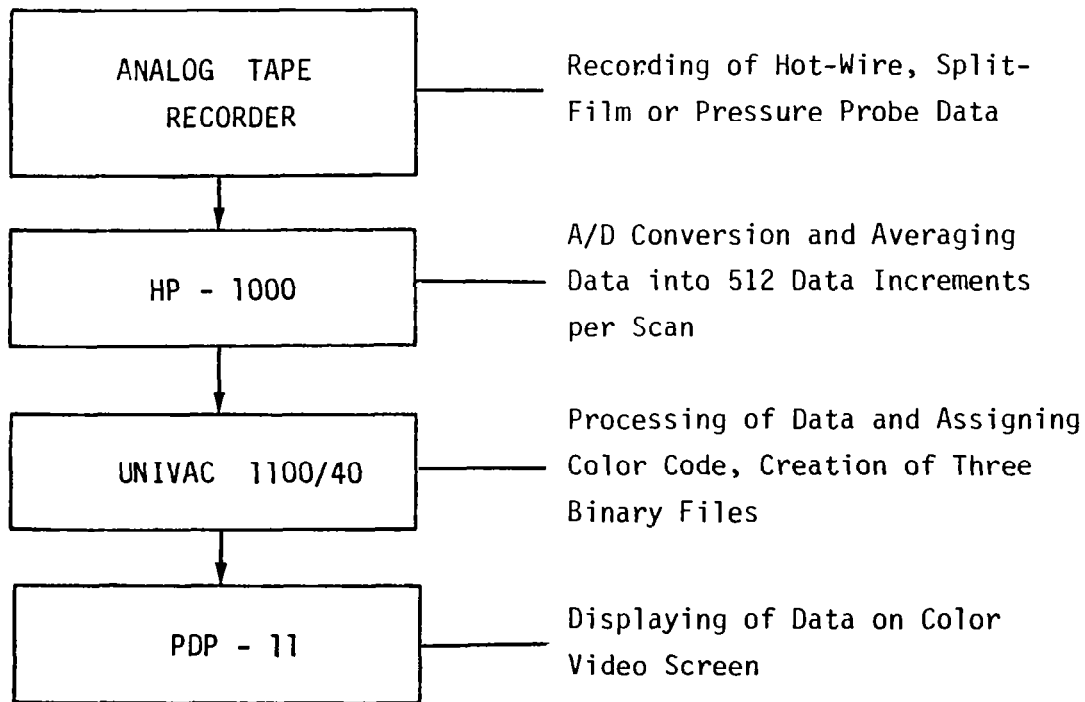 ANALOG TAPE
RECORDER
Recording of Hot-Wire, Split-
Film or Pressure Probe Data
HP - 1000
A/D Conversion and Averaging
Data into 512 Data Increments
per Scan
UNIVAC 1100/40
Processing of Data and Assigning
Color Code, Creation of Three
Binary Files
PDP - 11
Displaying of Data on Color
Video Screen